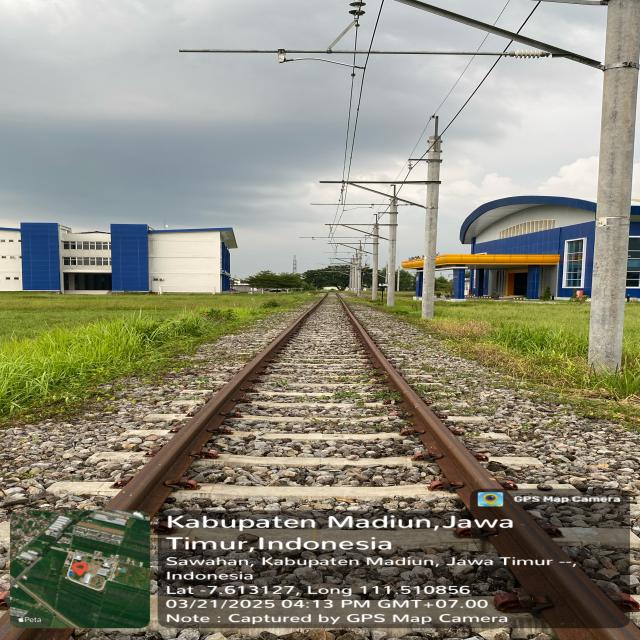 GPS Map Camera
Kabupaten Madiun,Jawa
Timur,Indonesia
Sawahan, Kabupaten Madiun, Jawa Timur --,
Indonesia
Lat -7.613127, Long 111.510856
03/21/2025 04:13 PM GMT+07.00
Note : Captured by GPS Map Camera
Peta